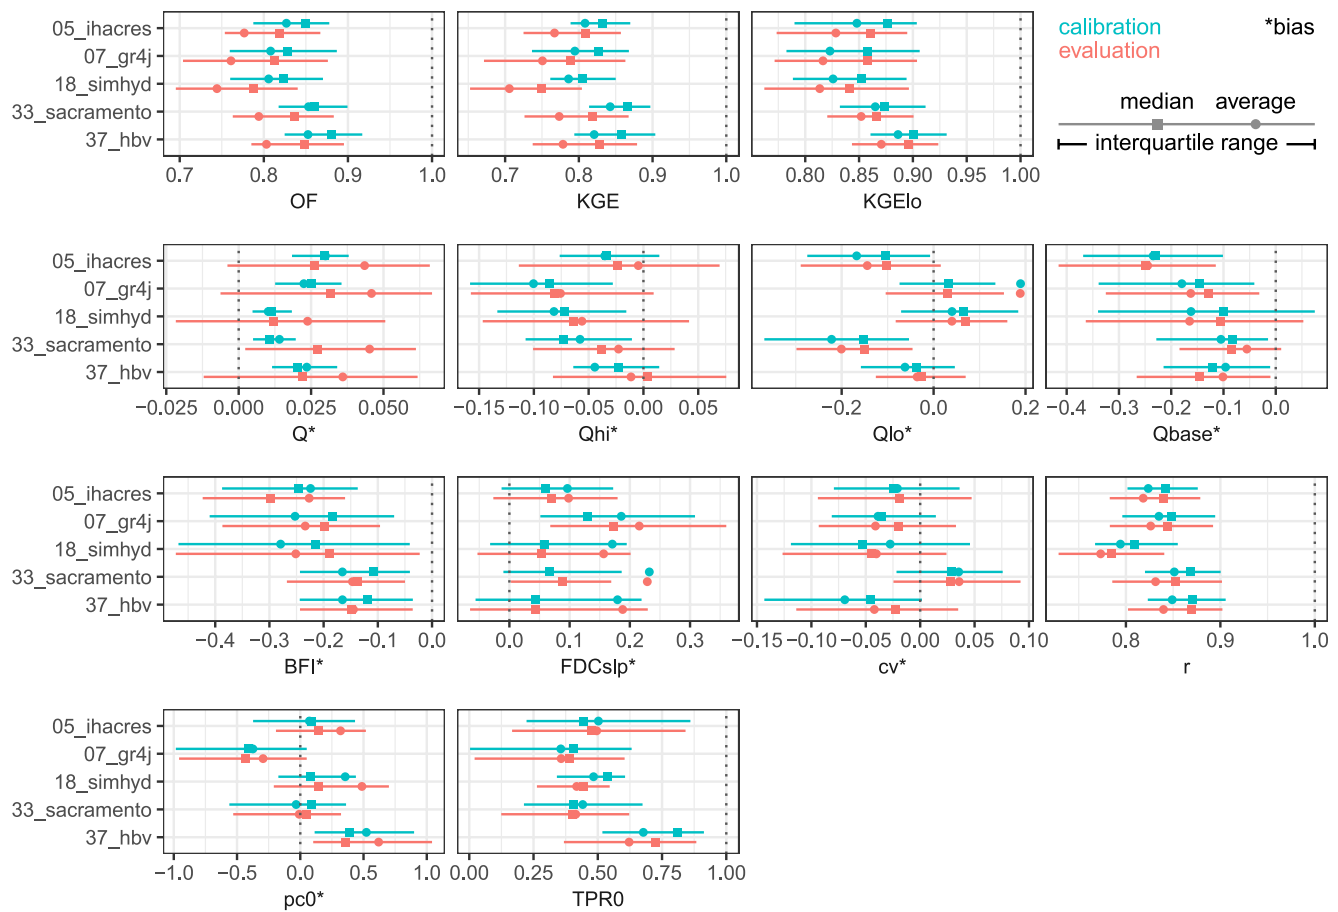 05_ihacres
07_gr4j
18_simhyd
33_sacramento
37_hbv
0.7 0.8 0.9 1.0
OF
0.7 0.8 0.9 1.0
KGE
0.80 0.85 0.90 0.95 1.00
KGElo
calibration *bias
evaluation
median average
interquartile range
05_ihacres
07_gr4j
18_simhyd
33_sacramento
37_hbv
−0.025 0.000 0.025 0.050
Q*
−0.15 −0.10 −0.05 0.00 0.05
Qhi*
−0.2 0.0 0.2
Qlo*
−0.4 −0.3 −0.2 −0.1 0.0
Qbase*
05_ihacres
07_gr4j
18_simhyd
33_sacramento
37_hbv
−0.4 −0.3 −0.2 −0.1 0.0
BFI*
0.0 0.1 0.2 0.3
FDCslp*
−0.15 −0.10 −0.05 0.00 0.05 0.10
cv*
0.8 0.9 1.0
r
05_ihacres
07_gr4j
18_simhyd
33_sacramento
37_hbv
−1.0 −0.5 0.0 0.5 1.0
pc0*
0.00 0.25 0.50 0.75 1.00
TPR0